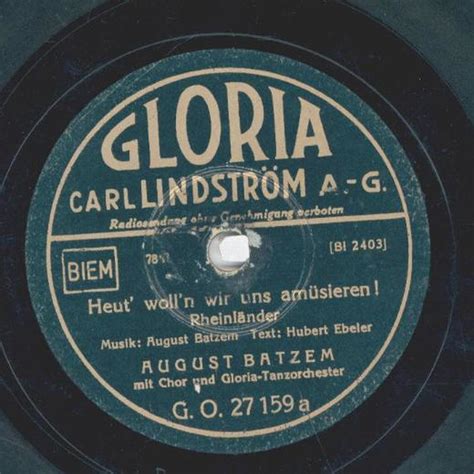 GLORIA
CARL LINDSTRÖM A.-G.
Radiosendung ohne Genehmigung verboten
BIEM
78
[BI 2403]
Heut' woll'n wir uns amüsieren!
Rheinländer
Musik: August Batzem Text: Hubert Ebeler
AUGUST BATZEM
mit Chor und Gloria-Tanzorchester
G. O. 27 159 a